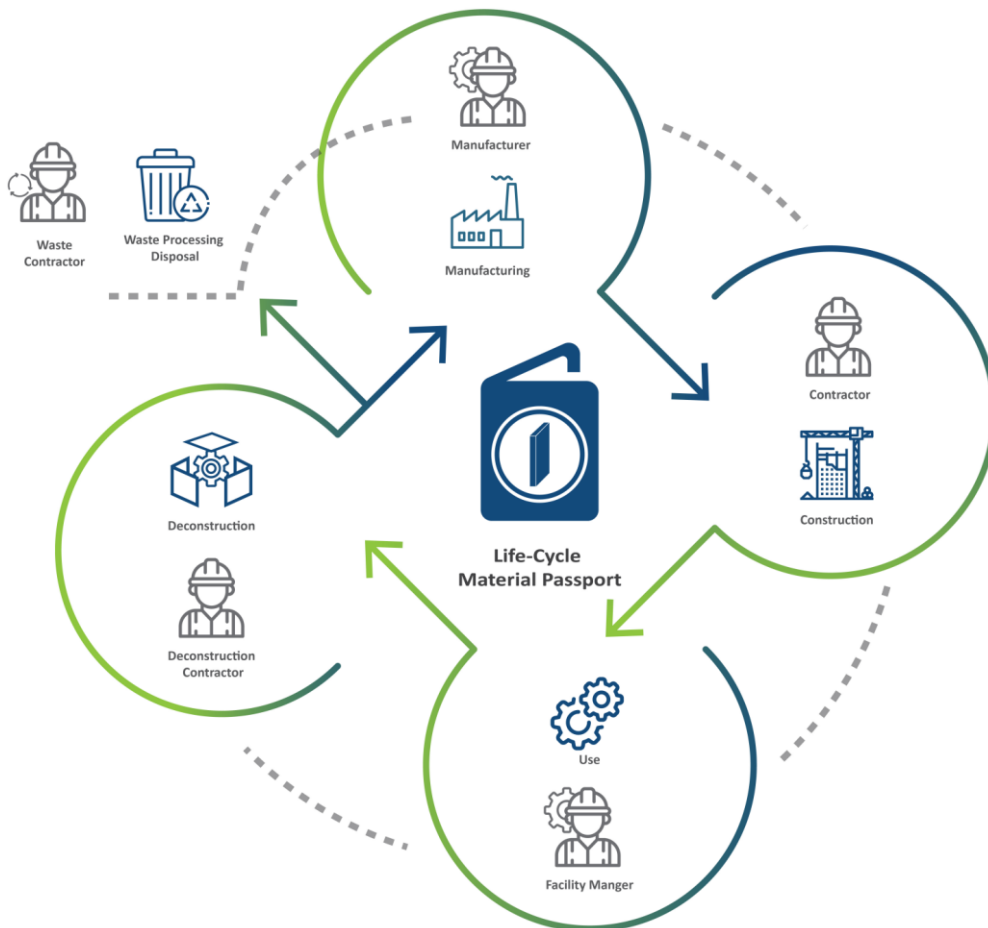 Manufacturer
Manufacturing
Waste
Contractor
Waste Processing
Disposal
Contractor
Construction
Deconstruction
Deconstruction
Contractor
Life-Cycle
Material Passport
Use
Facility Manger